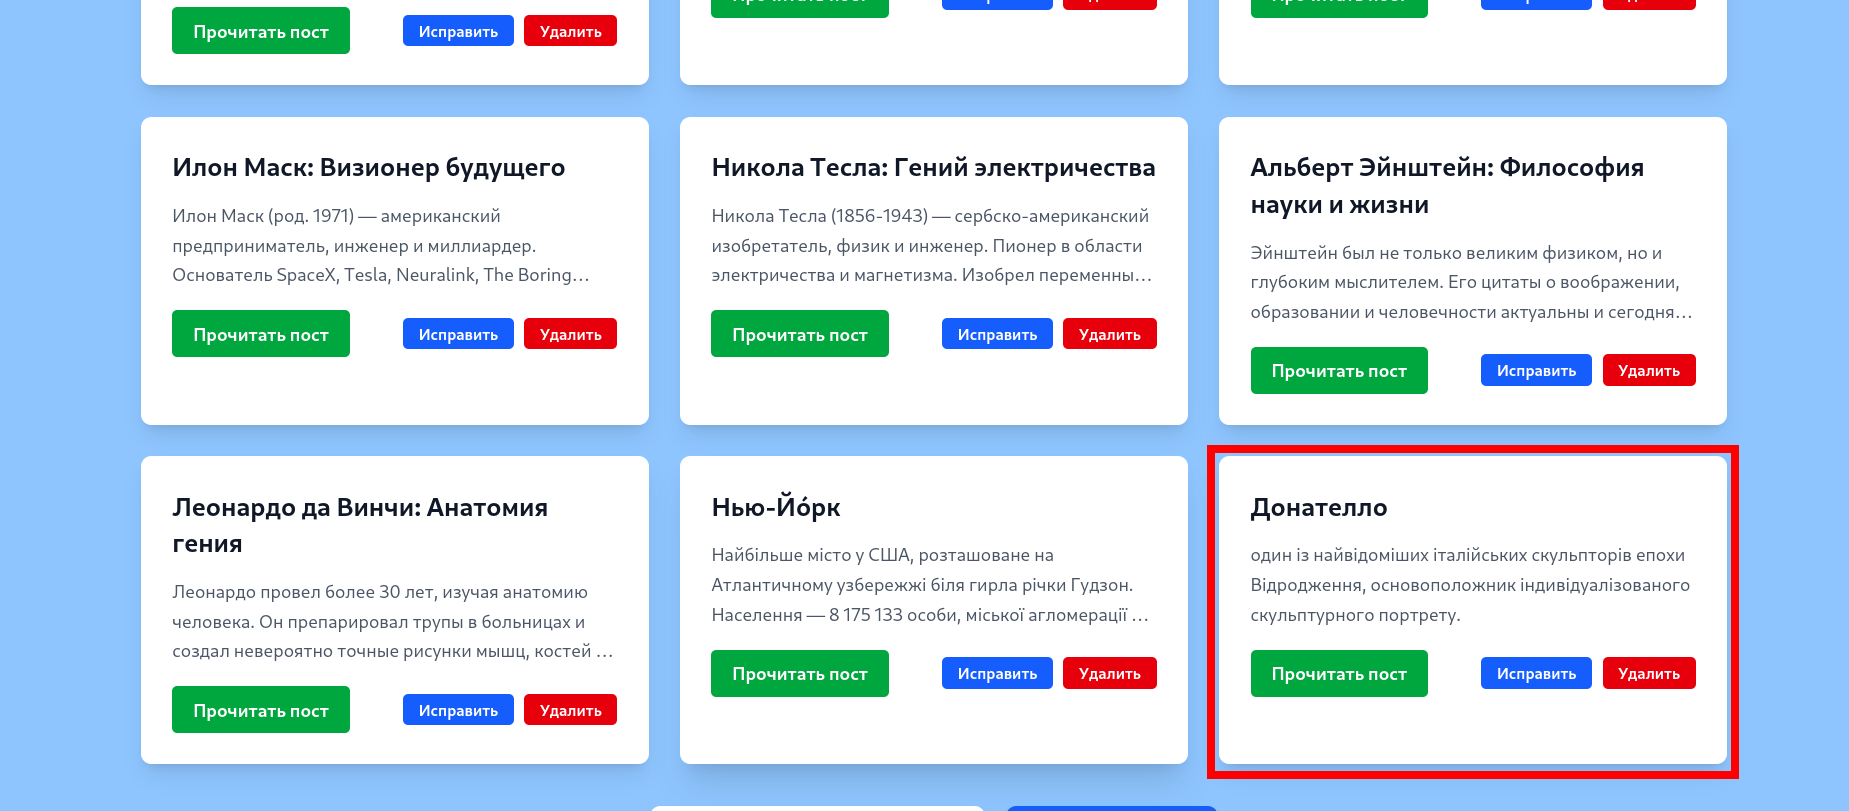 Прочитать пост
Исправить
Удалить
Илон Маск: Визионер будущего
Илон Маск (род. 1971) — американский
предприниматель, инженер и миллиардер.
Основатель SpaceX, Tesla, Neuralink, The Boring…
Прочитать пост
Исправить
Удалить
Никола Тесла: Гений электричества
Никола Тесла (1856-1943) — сербско-американский
изобретатель, физик и инженер. Пионер в области
электричества и магнетизма. Изобрел переменны…
Прочитать пост
Исправить
Удалить
Альберт Эйнштейн: Философия
науки и жизни
Эйнштейн был не только великим физиком, но и
глубоким мыслителем. Его цитаты о воображении,
образовании и человечности актуальны и сегодня…
Прочитать пост
Исправить
Удалить
Леонардо да Винчи: Анатомия
гения
Леонардо провел более 30 лет, изучая анатомию
человека. Он препарировал трупы в больницах и
создал невероятно точные рисунки мышц, костей …
Прочитать пост
Исправить
Удалить
Нью-Йо́рк
Найбільше місто у США, розташоване на
Атлантичному узбережжі біля гирла річки Гудзон.
Населення — 8 175 133 особи, міської агломерації …
Прочитать пост
Исправить
Удалить
Донателло
один із найвідоміших італійських скульпторів епохи
Відродження, основоположник індивідуалізованого
скульптурного портрету.
Прочитать пост
Исправить
Удалить